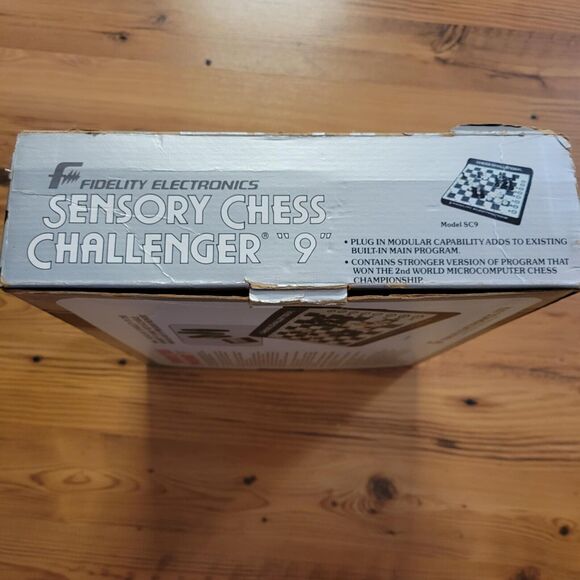 FIDELITY ELECTRONICS
SENSORY CHESS
CHALLENGER® "9"
Model SC9
• PLUG IN MODULAR CAPABILITY ADDS TO EXISTING
BUILT-IN MAIN PROGRAM.
• CONTAINS STRONGER VERSION OF PROGRAM THAT
WON THE 2nd WORLD MICROCOMPUTER CHESS
CHAMPIONSHIP.